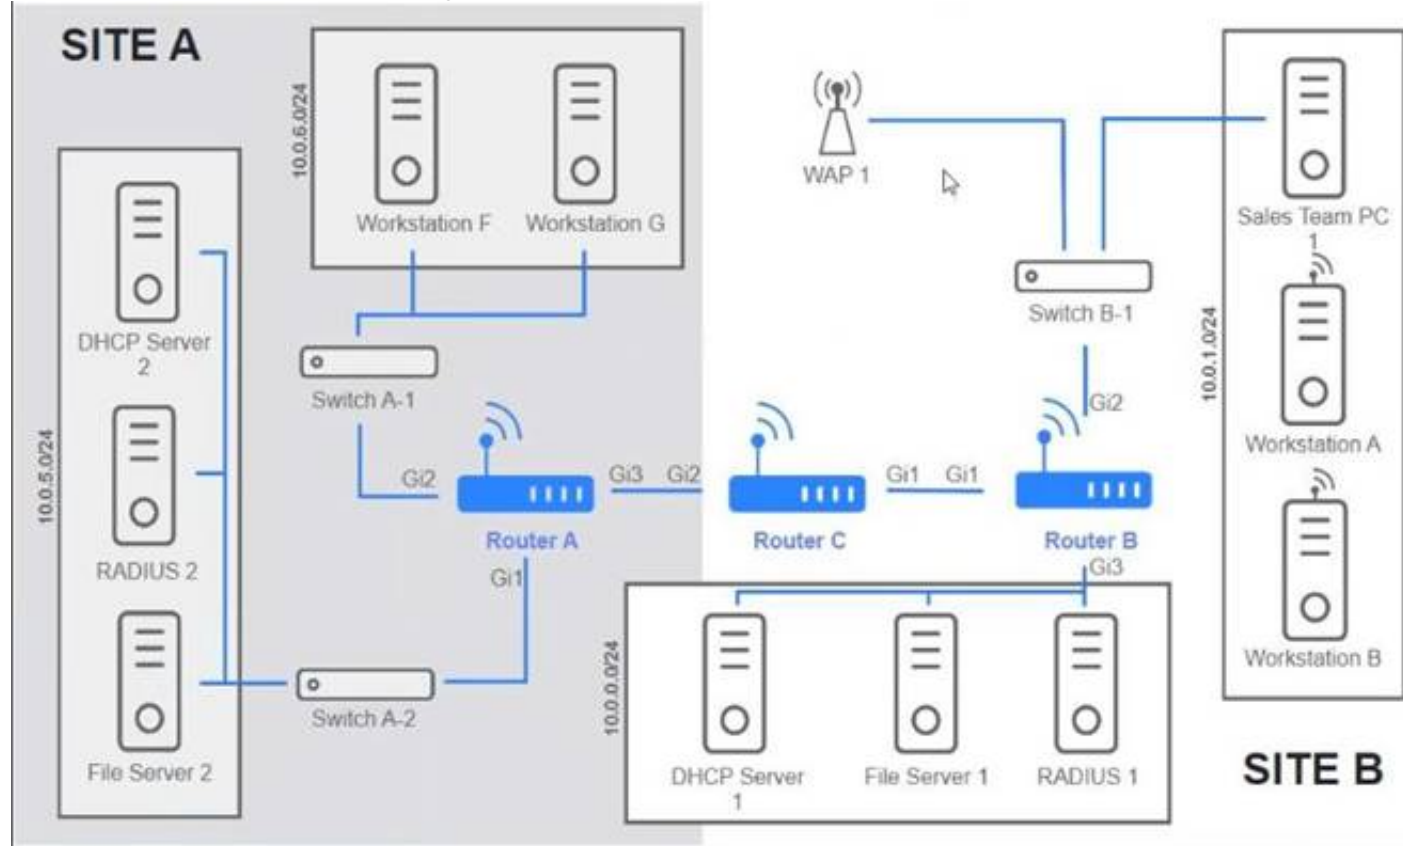 SITE A
10.0.6.0/24
Workstation F
Workstation G
WAP 1
Sales Team PC
1
10.0.5.0/24
DHCP Server
2
Switch A-1
Switch B-1
10.0.1.0/24
Gi2
Workstation A
Gi2
Gi3
Gi2
Gi1
Gi1
Router A
Router C
Router B
RADIUS 2
Gi1
Gi3
Workstation B
10.0.0.0/24
Switch A-2
File Server 2
DHCP Server
1
File Server 1
RADIUS 1
SITE B